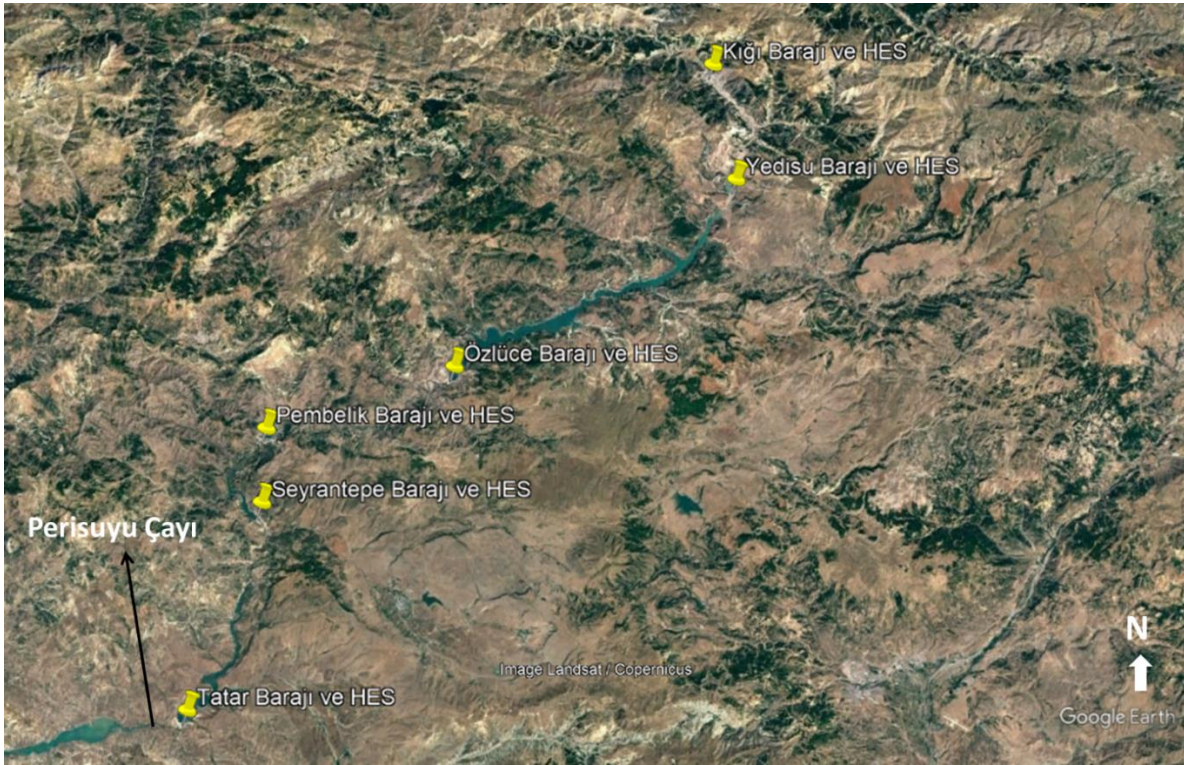 Kığı Barajı ve HES
Yedisu Barajı ve HES
Özlüce Barajı ve HES
Pembelik Barajı ve HES
Seyrantepe Barajı ve HES
Perisuyu Çayı
N
Image Landsat / Copernicus
Tatar Barajı ve HES
Google Earth